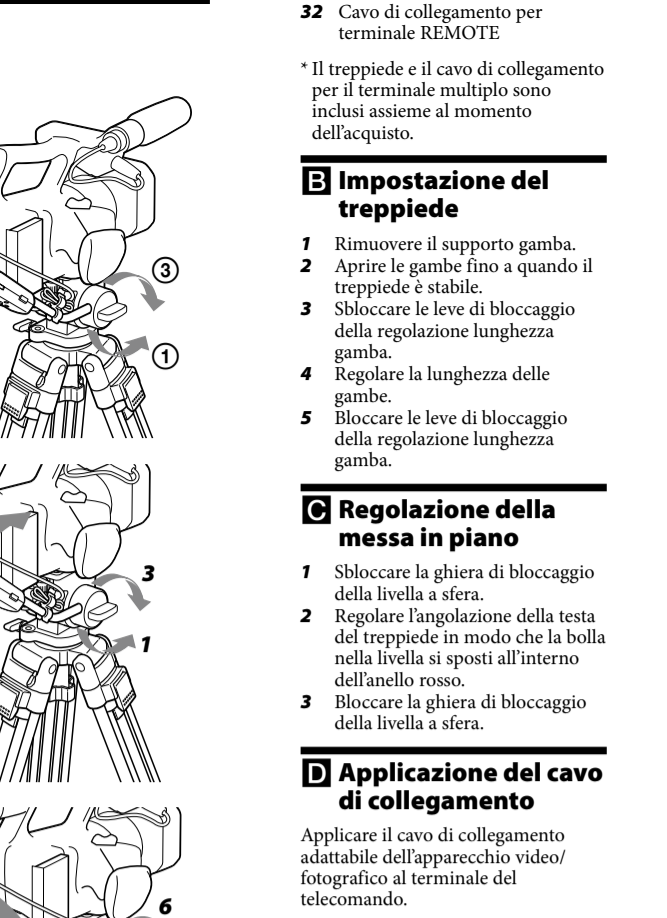 32 Cavo di collegamento per
terminale REMOTE
* Il treppiede e il cavo di collegamento
per il terminale multiplo sono
inclusi assieme al momento
dell'acquisto.
B Impostazione del
treppiede
1 Rimuovere il supporto gamba.
2 Aprire le gambe fino a quando il
treppiede è stabile.
3 Sbloccare le leve di bloccaggio
della regolazione lunghezza
gamba.
4 Regolare la lunghezza delle
gambe.
5 Bloccare le leve di bloccaggio
della regolazione lunghezza
gamba.
C Regolazione della
messa in piano
1 Sbloccare la ghiera di bloccaggio
della livella a sfera.
2 Regolare l'angolazione della testa
del treppiede in modo che la bolla
nella livella si sposti all'interno
dell'anello rosso.
3 Bloccare la ghiera di bloccaggio
della livella a sfera.
D Applicazione del cavo
di collegamento
Applicare il cavo di collegamento
adattabile dell'apparecchio video/
fotografico al terminale del
telecomando.
③
①
3
1
6